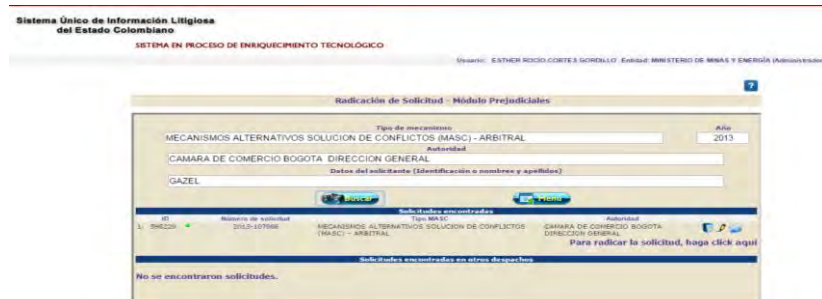 Sistema Único de Información Litigiosa
del Estado Colombiano
SISTEMA EN PROCESO DE ENRIQUECIMIENTO TECNOLÓGICO
Usuario: ESTHER ROCIO CORTES GORDILLO Entidad: MINISTERIO DE MINAS Y ENERGÍA (Administrador
Radicación de Solicitud - Módulo Prejudiciales
Tipo de mecanismo Año
MECANISMOS ALTERNATIVOS SOLUCION DE CONFLICTOS (MASC) - ARBITRAL 2013
Autoridad
CAMARA DE COMERCIO BOGOTA DIRECCION GENERAL
Datos del solicitante (Identificación o nombres y apellidos)
GAZEL
Buscar Menú
Solicitudes encontradas
ID Número de solicitud Tipo MASC Autoridad
1. MECANISMOS ALTERNATIVOS SOLUCION DE CONFLICTOS CAMARA DE COMERCIO BOGOTA
(MASC) - ARBITRAL DIRECCION GENERAL
Para radicar la solicitud, haga click aquí
Solicitudes encontradas en otros despachos
No se encontraron solicitudes.